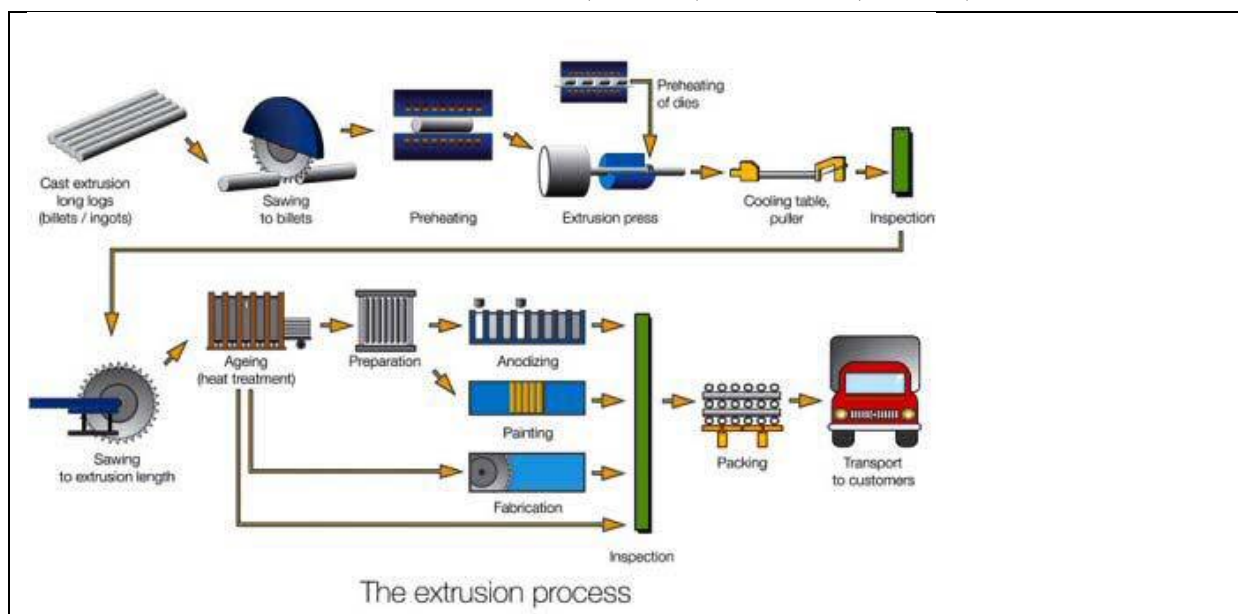 Preheating
of dies
Cast extrusion
long logs
(billets / ingots)
Sawing
to billets
Preheating
Extrusion press
Cooling table,
puller
Inspection
Ageing
(heat treatment)
Preparation
Anodizing
Painting
Sawing
to extrusion length
Fabrication
Packing
Transport
to customers
Inspection
The extrusion process